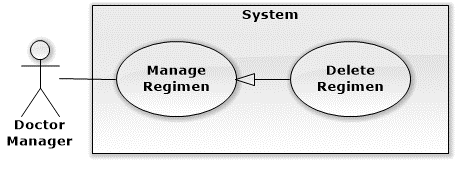 System
Manage
Regimen
Delete
Regimen
Doctor
Manager